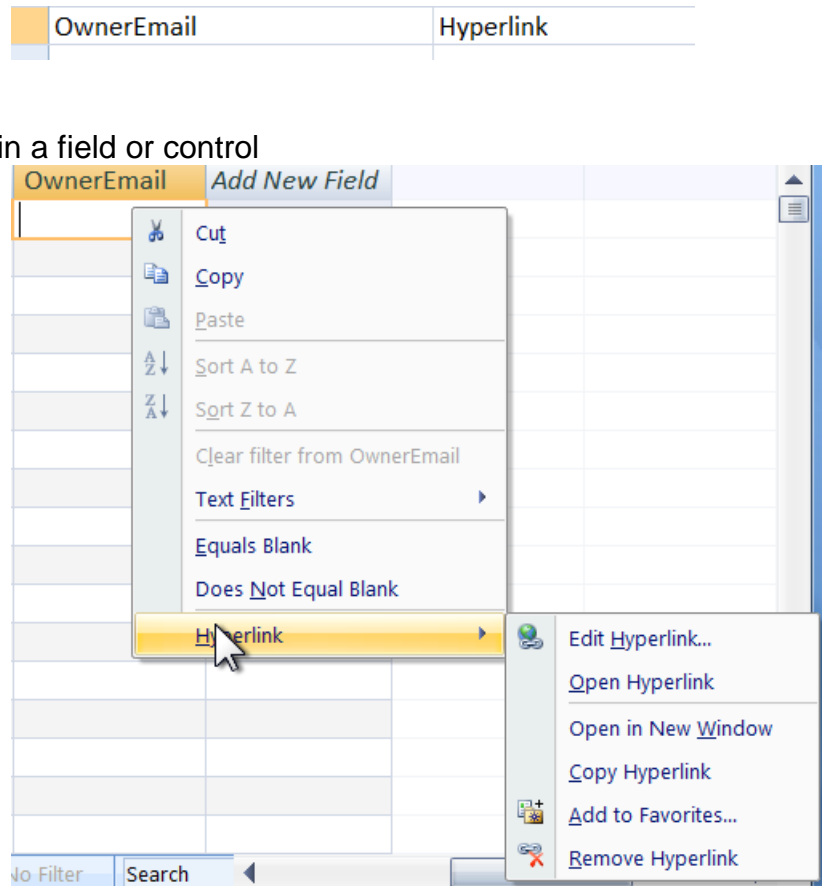 OwnerEmail Hyperlink
in a field or control
OwnerEmail Add New Field
Cut
Copy
Paste
Sort A to Z
Sort Z to A
Clear filter from OwnerEmail
Text Filters
Equals Blank
Does Not Equal Blank
Hyperlink
Edit Hyperlink...
Open Hyperlink
Open in New Window
Copy Hyperlink
Add to Favorites...
Remove Hyperlink
No Filter Search